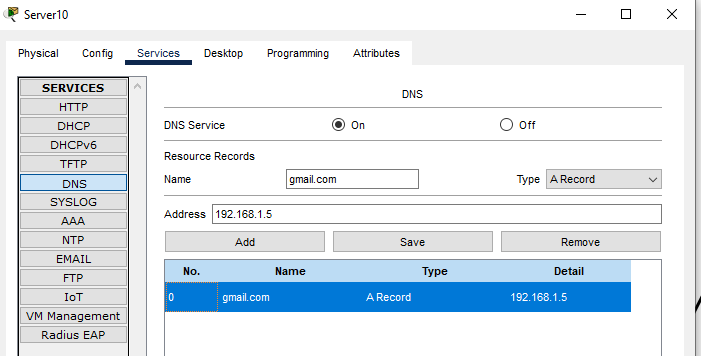 Server10
Physical Config Services Desktop Programming Attributes
SERVICES
HTTP
DHCP
DHCPv6
TFTP
DNS
SYSLOG
AAA
NTP
EMAIL
FTP
IoT
VM Management
Radius EAP
DNS
DNS Service On Off
Resource Records
Name gmail.com Type A Record
Address 192.168.1.5
Add Save Remove
No. Name Type Detail
0 gmail.com A Record 192.168.1.5